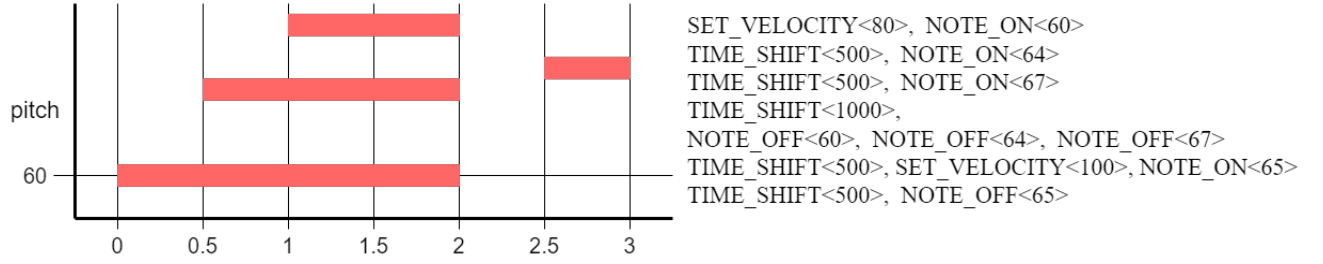 pitch
60
0 0.5 1 1.5 2 2.5 3
SET_VELOCITY<80>, NOTE_ON<60>
TIME_SHIFT<500>, NOTE_ON<64>
TIME_SHIFT<500>, NOTE_ON<67>
TIME_SHIFT<1000>,
NOTE_OFF<60>, NOTE_OFF<64>, NOTE_OFF<67>
TIME_SHIFT<500>, SET_VELOCITY<100>, NOTE_ON<65>
TIME_SHIFT<500>, NOTE_OFF<65>